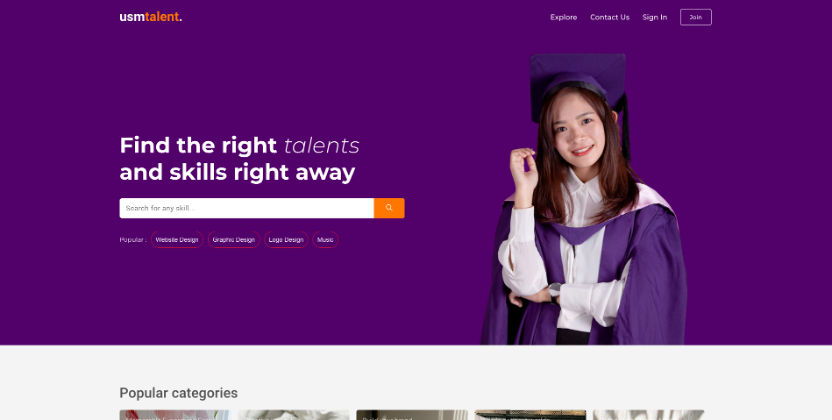 usmtalent.
Explore
Contact Us
Sign In
Join
Find the right talents
and skills right away
Search for any skill...
Popular :
Website Design
Graphic Design
Logo Design
Music
Popular categories